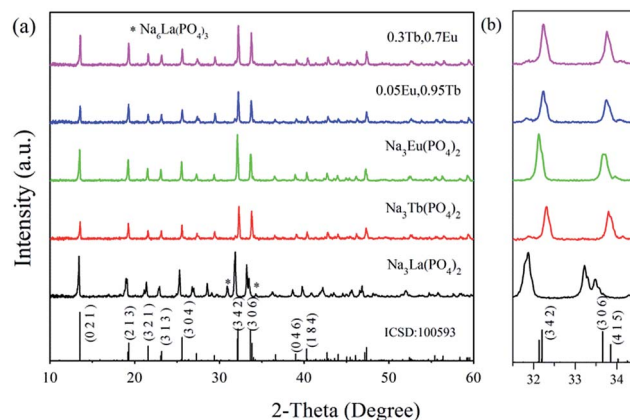 (a)
* Na₆La(PO₄)₃
0.3Tb,0.7Eu
0.05Eu,0.95Tb
Na₃Eu(PO₄)₂
Na₃Tb(PO₄)₂
Na₃La(PO₄)₂
*
*
ICSD:100593
(0 2 1)
(2 1 3)
(3 2 1)
(3 1 3)
(3 0 4)
(3 4 2)
(3 0 6)
(0 4 6)
(1 8 4)
10 20 30 40 50 60
2-Theta (Degree)
Intensity (a.u.)
(b)
(3 4 2)
(3 0 6)
(4 1 5)
32 33 34